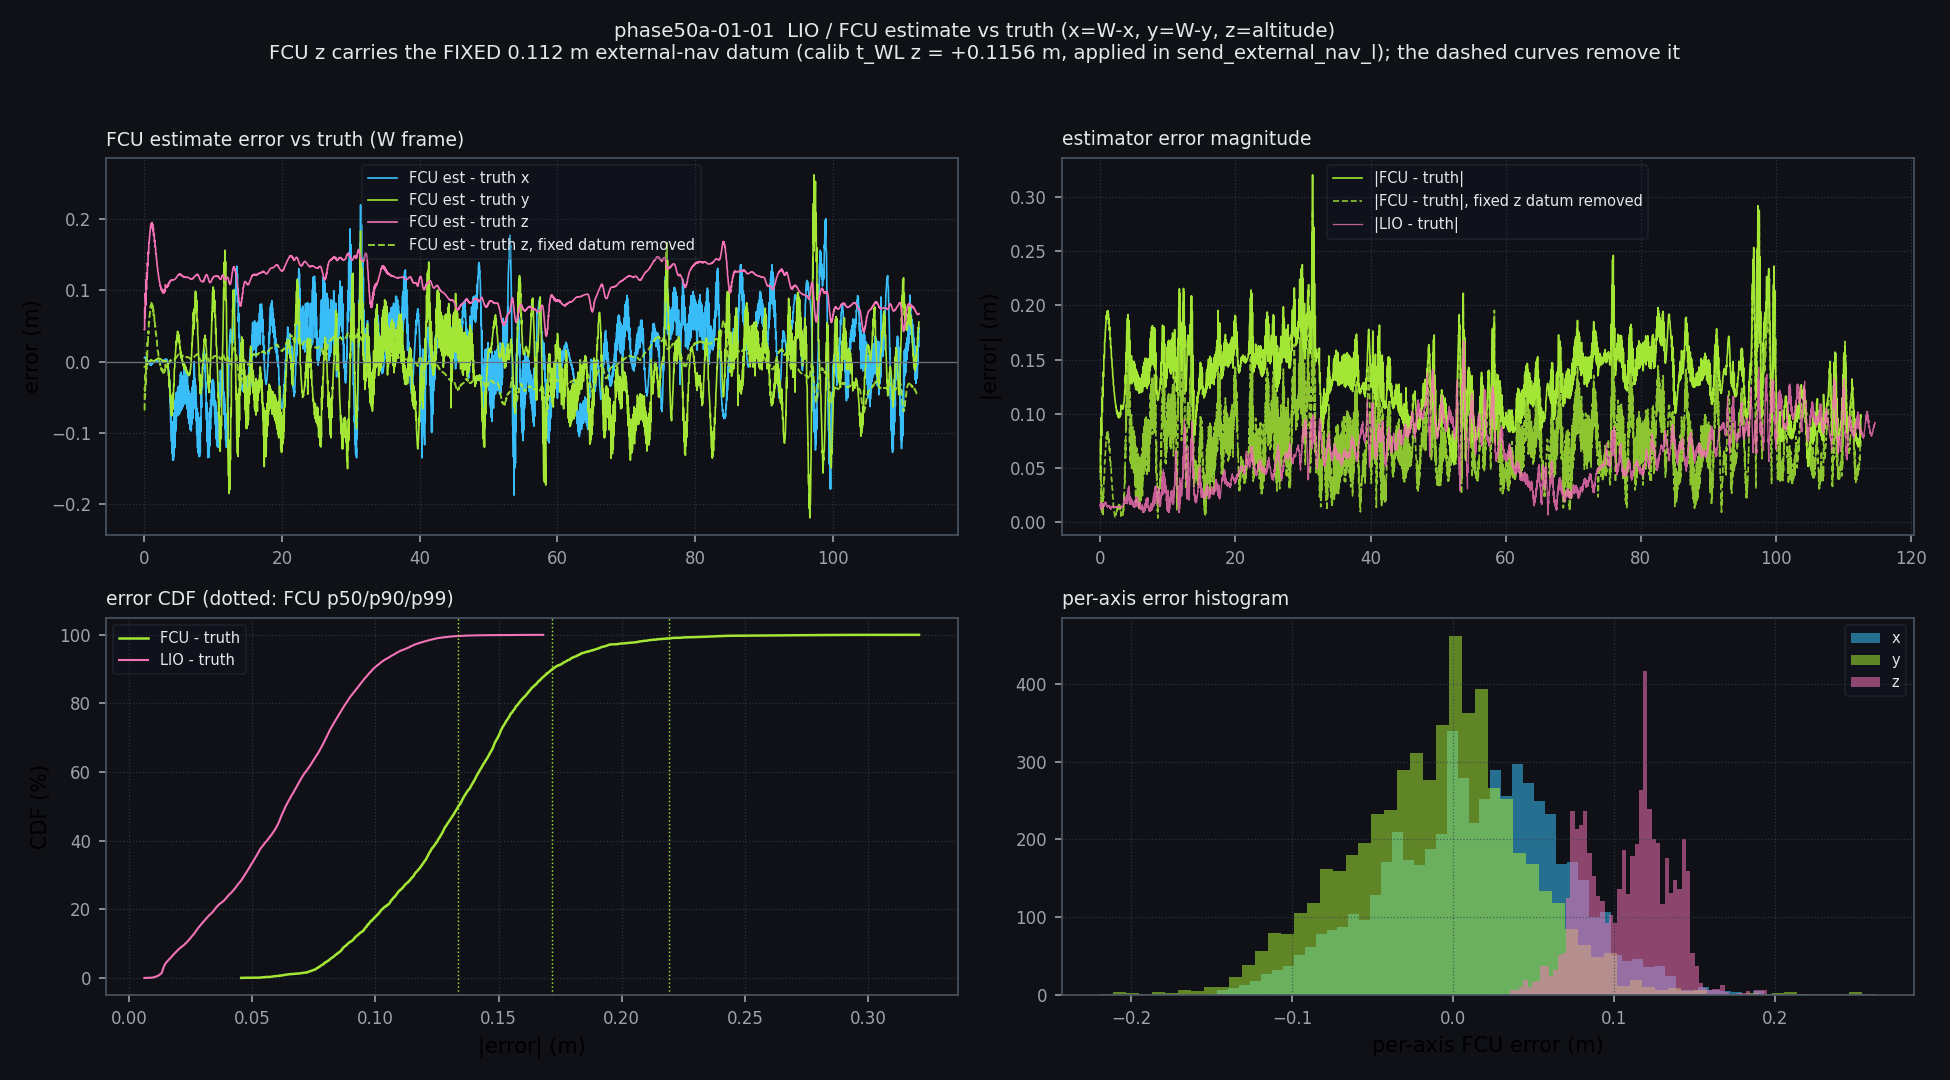 phase50a-01-01  LIO / FCU estimate vs truth (x=W-x, y=W-y, z=altitude)
FCU z carries the FIXED 0.112 m external-nav datum (calib t_WL z = +0.1156 m, applied in send_external_nav_l); the dashed curves remove it
FCU estimate error vs truth (W frame)
FCU est - truth x
FCU est - truth y
FCU est - truth z
FCU est - truth z, fixed datum removed
error (m)
0.2
0.1
0.0
−0.1
−0.2
0 20 40 60 80 100
estimator error magnitude
|FCU - truth|
|FCU - truth|, fixed z datum removed
|LIO - truth|
|error| (m)
0.30
0.25
0.20
0.15
0.10
0.05
0.00
0 20 40 60 80 100 120
error CDF (dotted: FCU p50/p90/p99)
FCU - truth
LIO - truth
CDF (%)
100
80
60
40
20
0
0.00 0.05 0.10 0.15 0.20 0.25 0.30
|error| (m)
per-axis error histogram
x
y
z
400
300
200
100
0
−0.2 −0.1 0.0 0.1 0.2
per-axis FCU error (m)